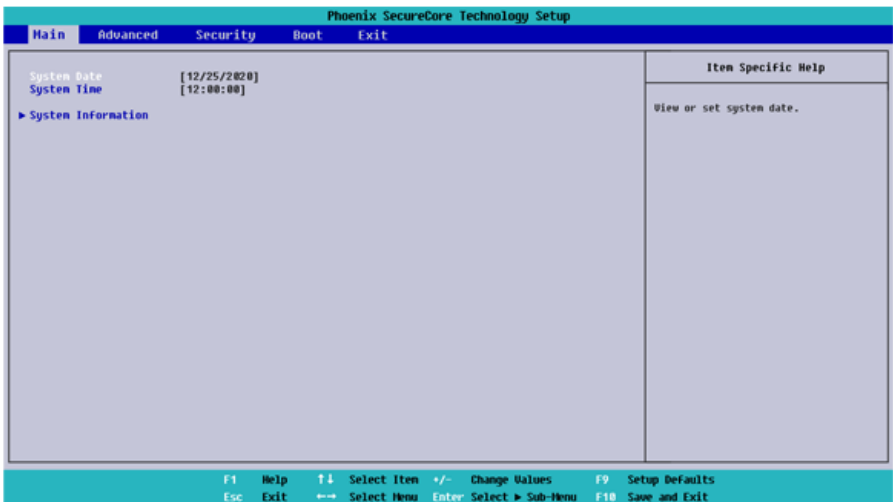 Phoenix SecureCore Technology Setup
Main Advanced Security Boot Exit
System Date [12/25/2020]
System Time [12:00:00]
► System Information
Item Specific Help
View or set system date.
F1 Help ↑↓ Select Item +/- Change Values F9 Setup Defaults
Esc Exit ←→ Select Menu Enter Select ► Sub-Menu F10 Save and Exit